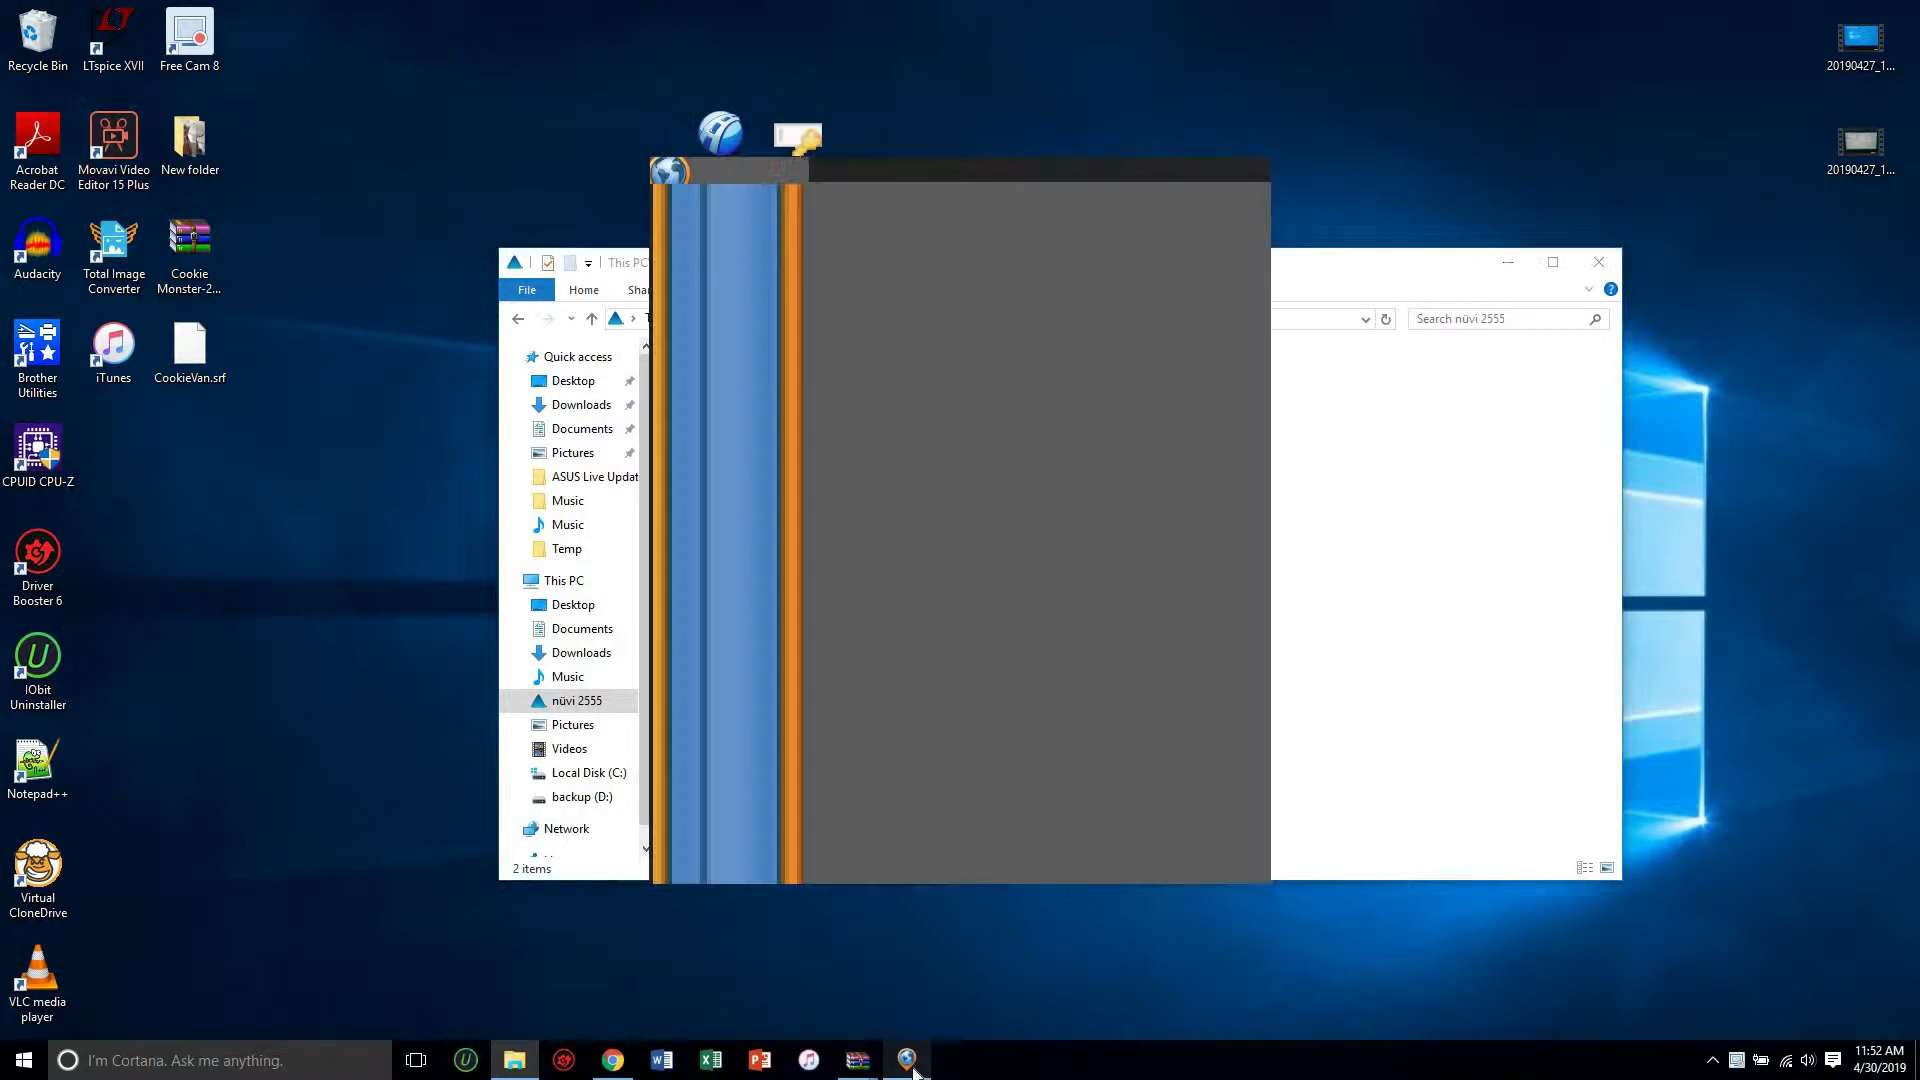 Recycle Bin
LTspice XVII
Free Cam 8
20190427_1...
Acrobat
Reader DC
Movavi Video
Editor 15 Plus
New folder
20190427_1...
Audacity
Total Image
Converter
Cookie
Monster-2...
Brother
Utilities
iTunes
CookieVan.srf
CPUID CPU-Z
Driver
Booster 6
IObit
Uninstaller
Notepad++
Virtual
CloneDrive
VLC media
player
This PC
File
Home
Shar
Search nüvi 2555
Quick access
Desktop
Downloads
Documents
Pictures
ASUS Live Updat
Music
Music
Temp
This PC
Desktop
Documents
Downloads
Music
nüvi 2555
Pictures
Videos
Local Disk (C:)
backup (D:)
Network
2 items
I'm Cortana. Ask me anything.
11:52 AM
4/30/2019